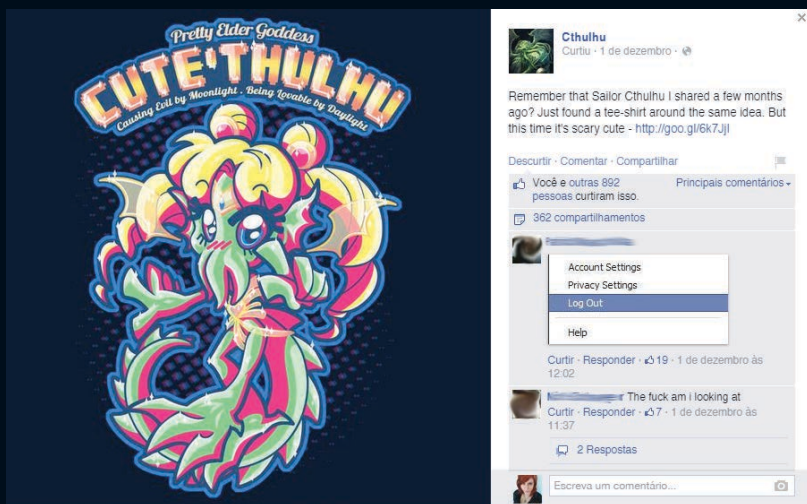 Pretty Elder Goddess
CUTE'THULHU
Causing Evil by Moonlight . Being Lovable by Daylight
Cthulhu
Curtiu · 1 de dezembro ·
Remember that Sailor Cthulhu I shared a few months
ago? Just found a tee-shirt around the same idea. But
this time it's scary cute - http://goo.gl/6k7JjI
Descurtir · Comentar · Compartilhar
Você e outras 892
pessoas curtiram isso.
Principais comentários
362 compartilhamentos
Account Settings
Privacy Settings
Log Out
Help
Curtir · Responder · 19 · 1 de dezembro às
12:02
The fuck am i looking at
Curtir · Responder · 7 · 1 de dezembro às
11:37
2 Respostas
Escreva um comentário...